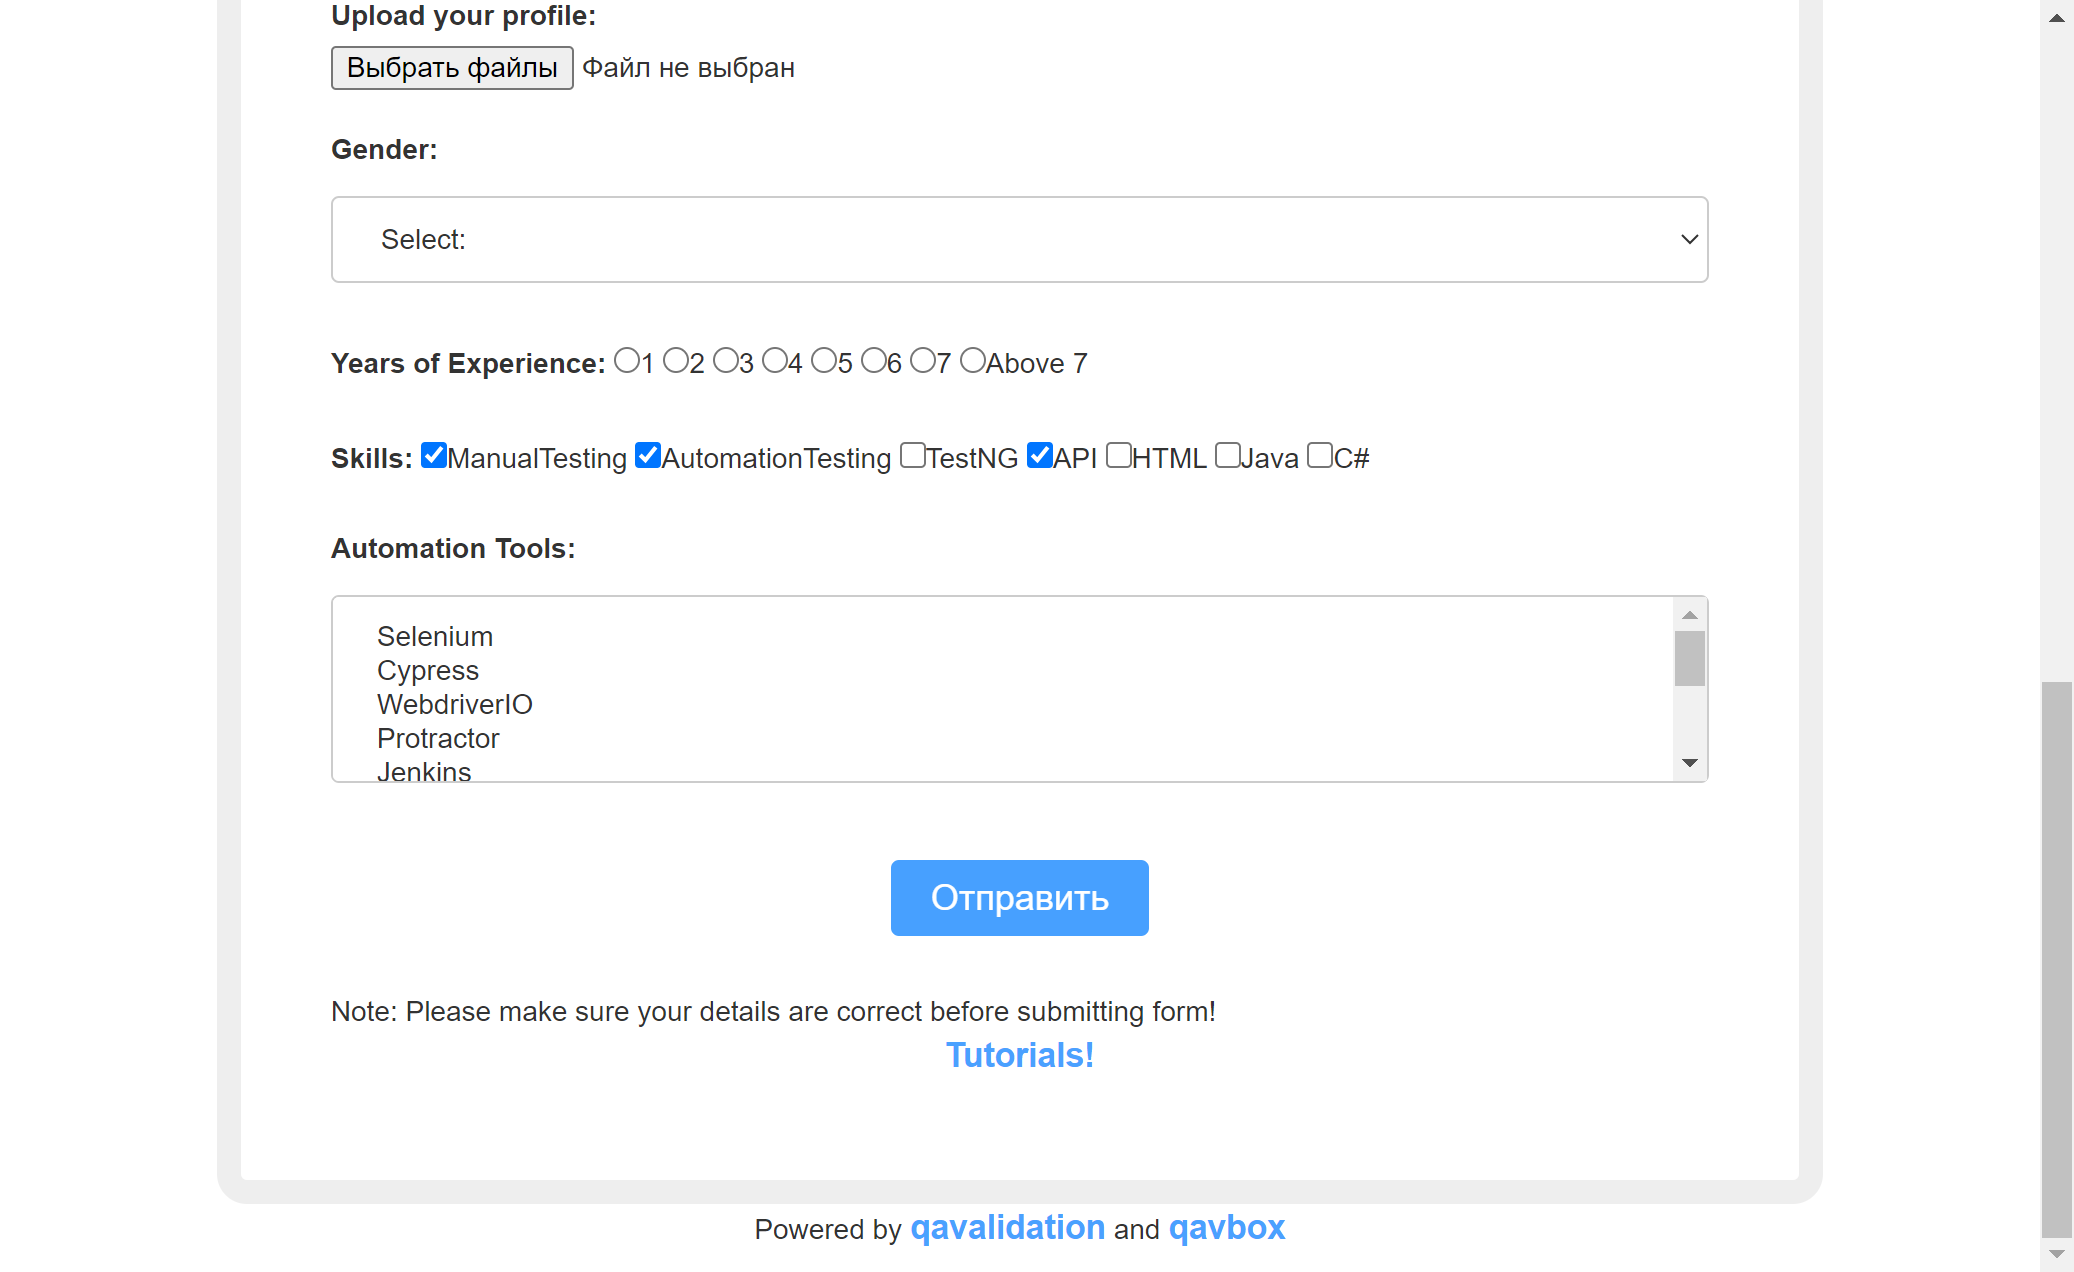 Upload your profile:
Выбрать файлы Файл не выбран
Gender:
Select:
Years of Experience: 1 2 3 4 5 6 7 Above 7
Skills: ManualTesting AutomationTesting TestNG API HTML Java C#
Automation Tools:
Selenium
Cypress
WebdriverIO
Protractor
Jenkins
Отправить
Note: Please make sure your details are correct before submitting form!
Tutorials!
Powered by qavalidation and qavbox